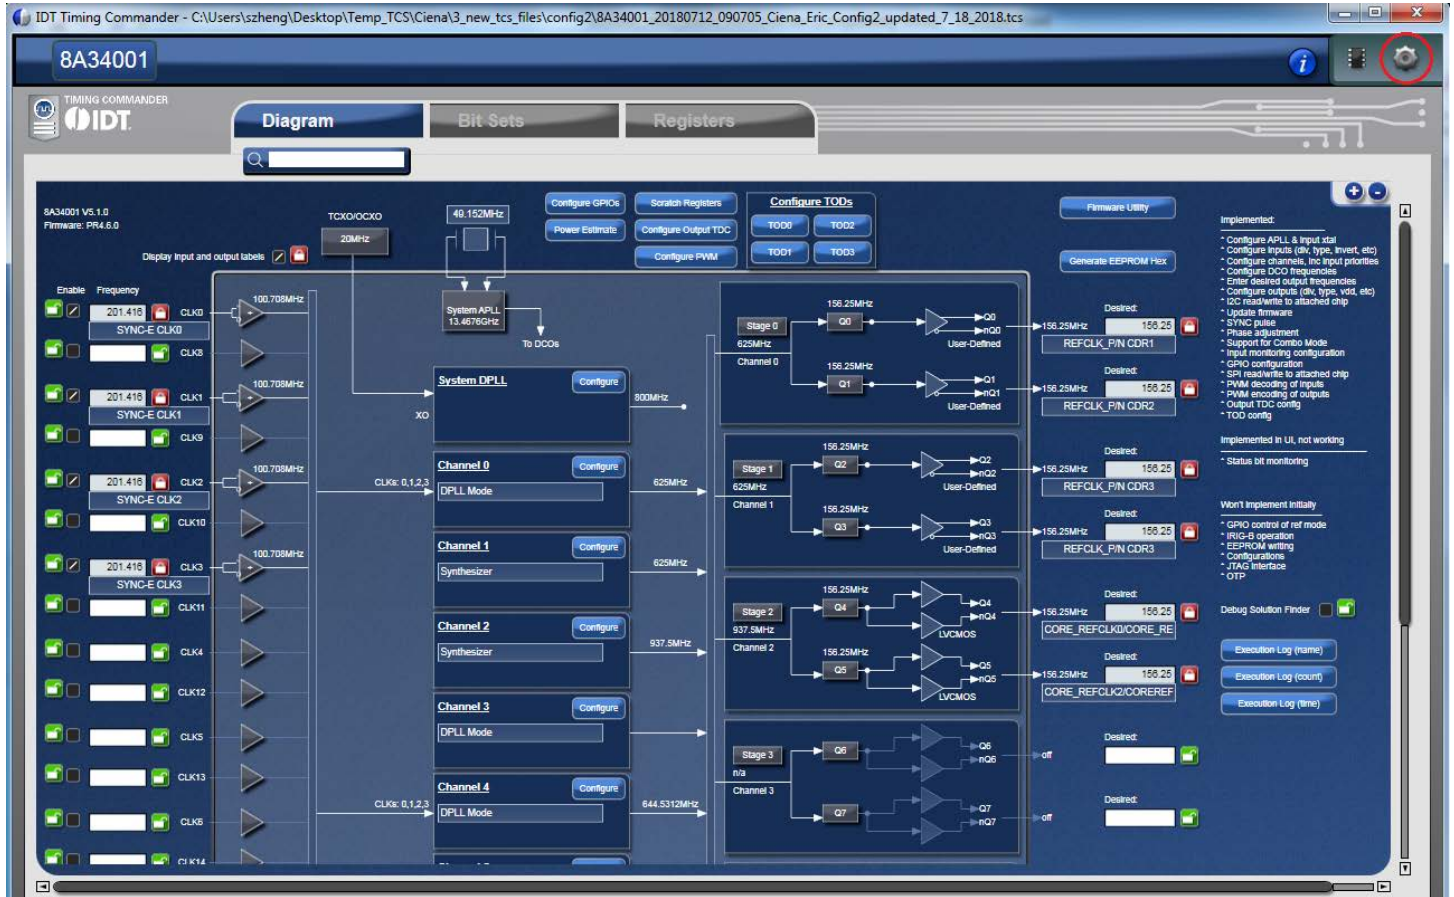 IDT Timing Commander - C:\Users\szheng\Desktop\Temp_TCS\Ciena\3_new_tcs_files\config2\8A34001_20180712_090705_Ciena_Eric_Config2_updated_7_18_2018.tcs
8A34001
i
TIMING COMMANDER
IDT
Diagram
Bit Sets
Registers
8A34001 V5.1.0
Firmware: PR4.6.0
Display input and output labels
Enable Frequency
201.416 CLK0
SYNC-E CLK0
CLK8
201.416 CLK1
SYNC-E CLK1
CLK9
201.416 CLK2
SYNC-E CLK2
CLK10
201.416 CLK3
SYNC-E CLK3
CLK11
CLK4
CLK12
CLK5
CLK13
CLK6
CLK14
100.708MHz
100.708MHz
100.708MHz
100.708MHz
TCXO/OCXO
20MHz
49.152MHz
System APLL
13.4676GHz
To DCOs
Configure GPIOs
Scratch Registers
Power Estimate
Configure Output TDC
Configure PWM
Configure TODs
TOD0 TOD2
TOD1 TOD3
System DPLL Configure
XO
800MHz
Channel 0 Configure
CLKs: 0,1,2,3
DPLL Mode
625MHz
Channel 1 Configure
Synthesizer
625MHz
Channel 2 Configure
Synthesizer
937.5MHz
Channel 3 Configure
DPLL Mode
Channel 4 Configure
CLKs: 0,1,2,3
DPLL Mode
644.5312MHz
Stage 0
625MHz
Channel 0
156.25MHz
Q0
Q0
nQ0
User-Defined
156.25MHz
Q1
Q1
nQ1
User-Defined
Stage 1
625MHz
Channel 1
156.25MHz
Q2
Q2
nQ2
User-Defined
156.25MHz
Q3
Q3
nQ3
User-Defined
Stage 2
937.5MHz
Channel 2
156.25MHz
Q4
Q4
nQ4
LVCMOS
156.25MHz
Q5
Q5
nQ5
LVCMOS
Stage 3
n/a
Channel 3
Q6
Q6
nQ6
Q7
Q7
nQ7
Firmware Utility
Generate EEPROM Hex
Desired:
156.25MHz 156.25
REFCLK_P/N CDR1
Desired:
156.25MHz 156.25
REFCLK_P/N CDR2
Desired:
156.25MHz 156.25
REFCLK_P/N CDR3
Desired:
156.25MHz 156.25
REFCLK_P/N CDR3
Desired:
156.25MHz 156.25
CORE_REFCLK0/CORE_RE
Desired:
156.25MHz 156.25
CORE_REFCLK2/COREREF
Desired:
off
Desired:
off
Implemented:
* Configure APLL & input xtal
* Configure inputs (div, type, invert, etc)
* Configure channels, inc input priorities
* Configure DCO frequencies
* Enter desired output frequencies
* Configure outputs (div, type, vdd, etc)
* I2C read/write to attached chip
* Update firmware
* SYNC pulse
* Phase adjustment
* Support for Combo Mode
* Input monitoring configuration
* GPIO configuration
* SPI read/write to attached chip
* PWM decoding of inputs
* PWM encoding of outputs
* Output TDC config
* TOD config
Implemented in UI, not working
* Status bit monitoring
Won't implement initially
* GPIO control of ref mode
* IRIG-B operation
* EEPROM writing
* Configurations
* JTAG interface
* OTP
Debug Solution Finder
Execution Log (name)
Execution Log (count)
Execution Log (time)